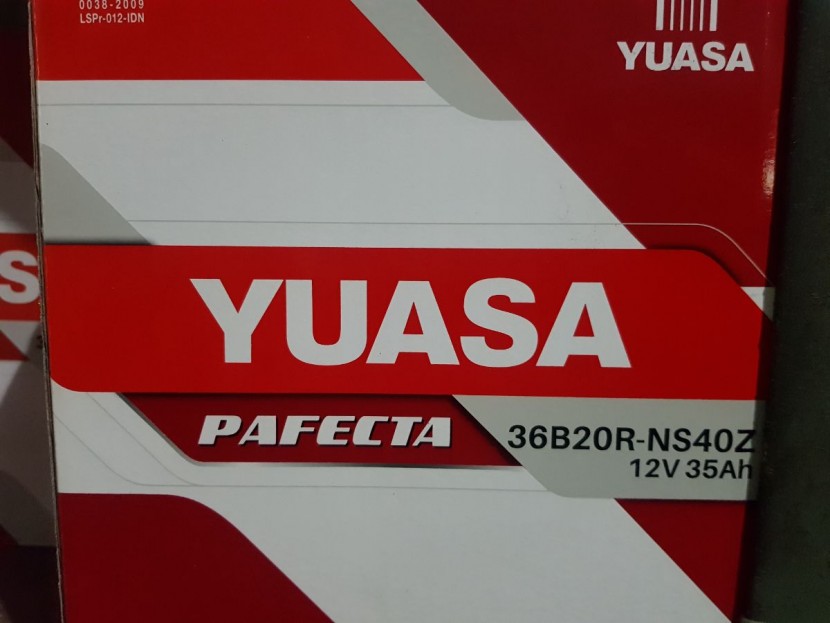 0038-2009
LSPr-012-IDN
YUASA
S
YUASA
PAFECTA
36B20R-NS40Z
12V 35Ah